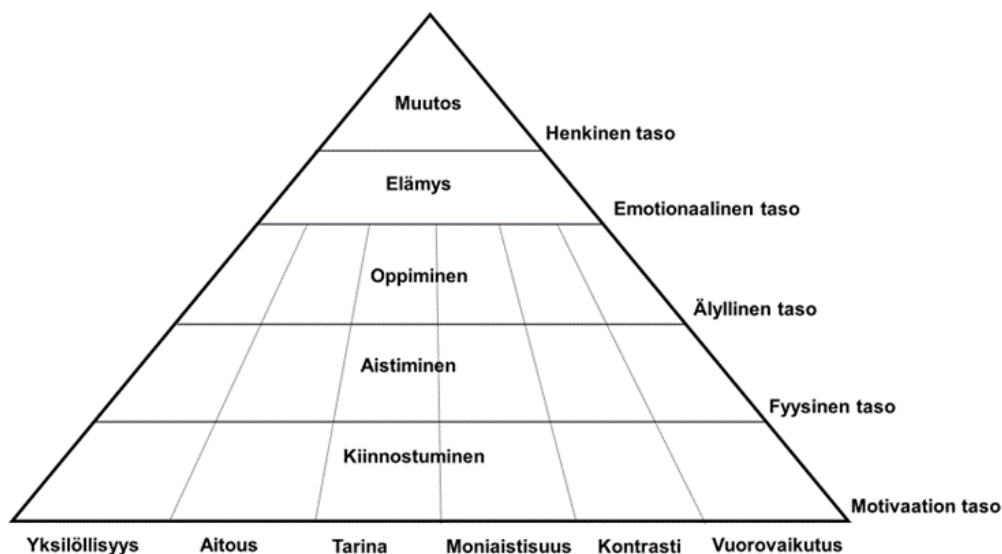 Muutos
Henkinen taso
Elämys
Emotionaalinen taso
Oppiminen
Älyllinen taso
Aistiminen
Fyysinen taso
Kiinnostuminen
Motivaation taso
Yksilöllisyys Aitous Tarina Moniaistisuus Kontrasti Vuorovaikutus